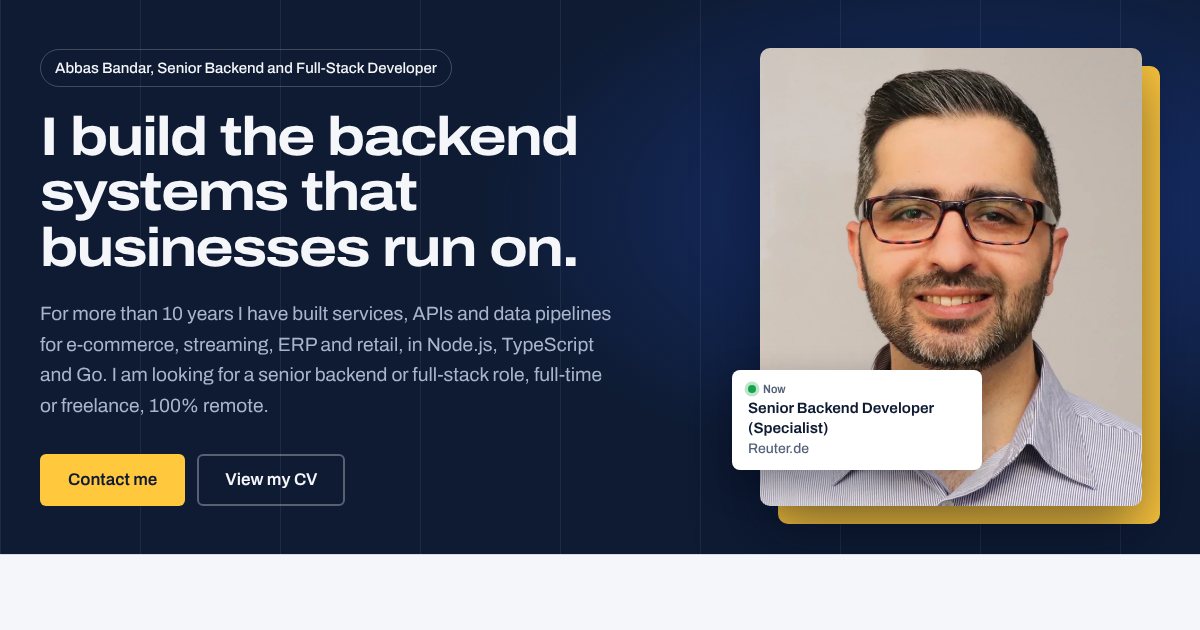 Abbas Bandar, Senior Backend and Full-Stack Developer
I build the backend
systems that
businesses run on.
For more than 10 years I have built services, APIs and data pipelines
for e-commerce, streaming, ERP and retail, in Node.js, TypeScript
and Go. I am looking for a senior backend or full-stack role, full-time
or freelance, 100% remote.
Contact me
View my CV
Now
Senior Backend Developer
(Specialist)
Reuter.de